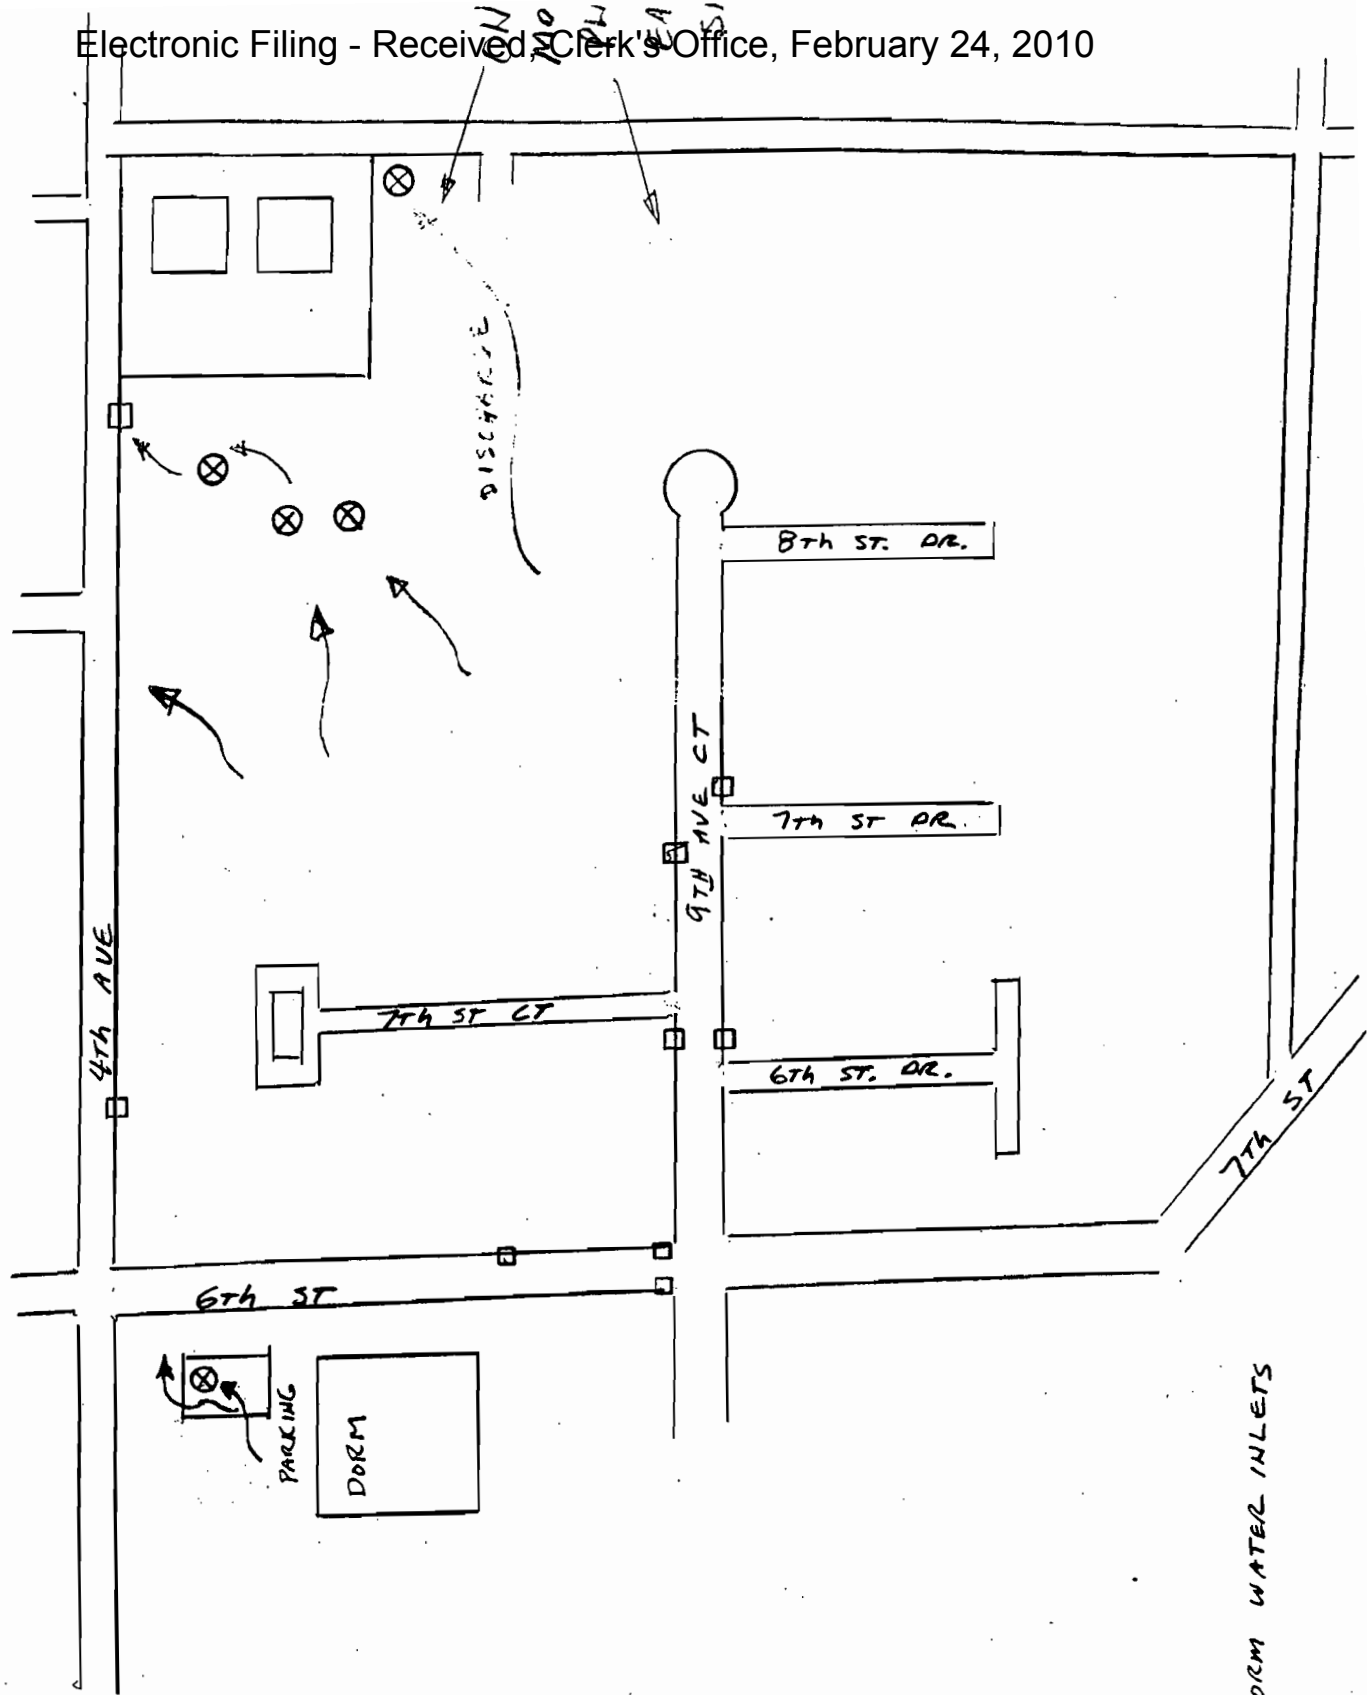 Electronic Filing - Received, Clerk's Office, February 24, 2010
DISCHARGE
8Th ST. DR.
9TH AVE CT
7Th ST DR.
4Th AVE
7Th ST CT
6Th ST. DR.
7Th ST
6Th ST
PARKING
DORM
WATER INLETS